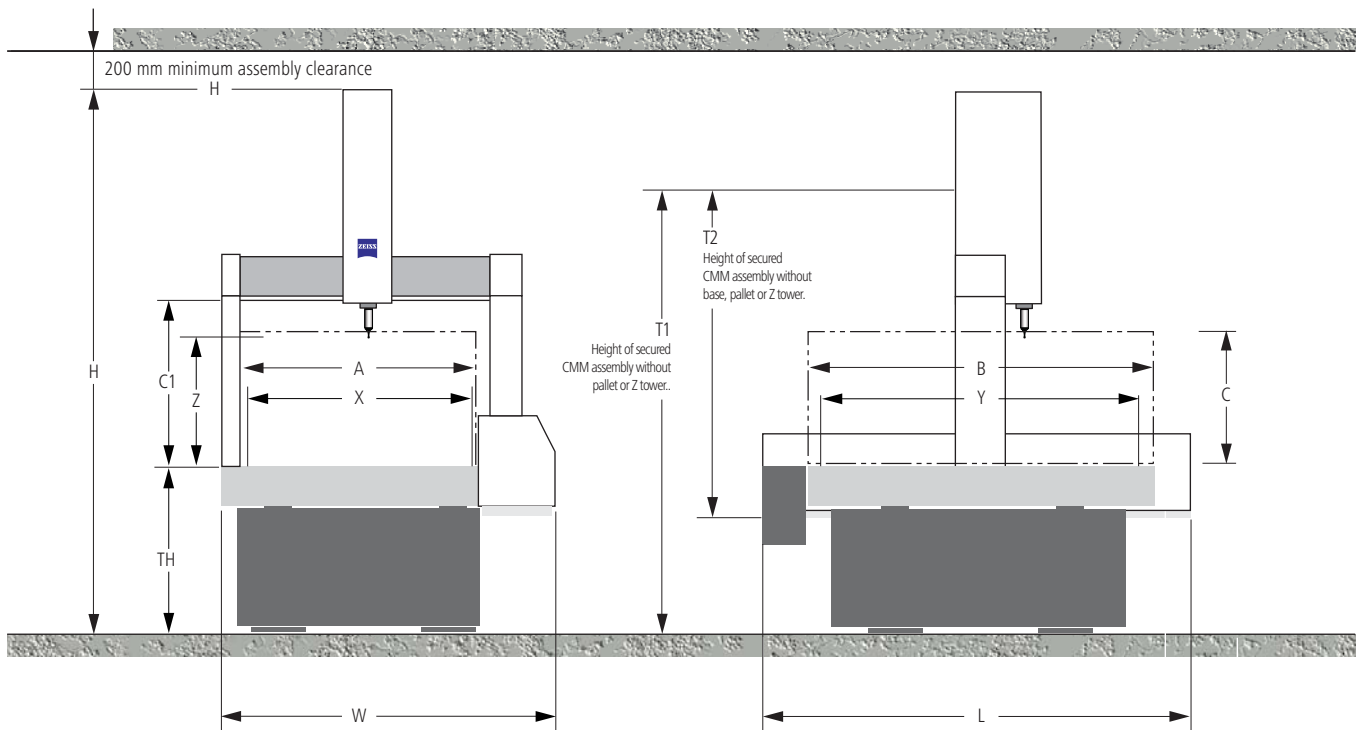 200 mm minimum assembly clearance
H
ZEISS
H
C1
Z
A
X
TH
W
T2
Height of secured
CMM assembly without
base, pallet or Z tower.
T1
Height of secured
CMM assembly without
pallet or Z tower..
B
Y
C
L